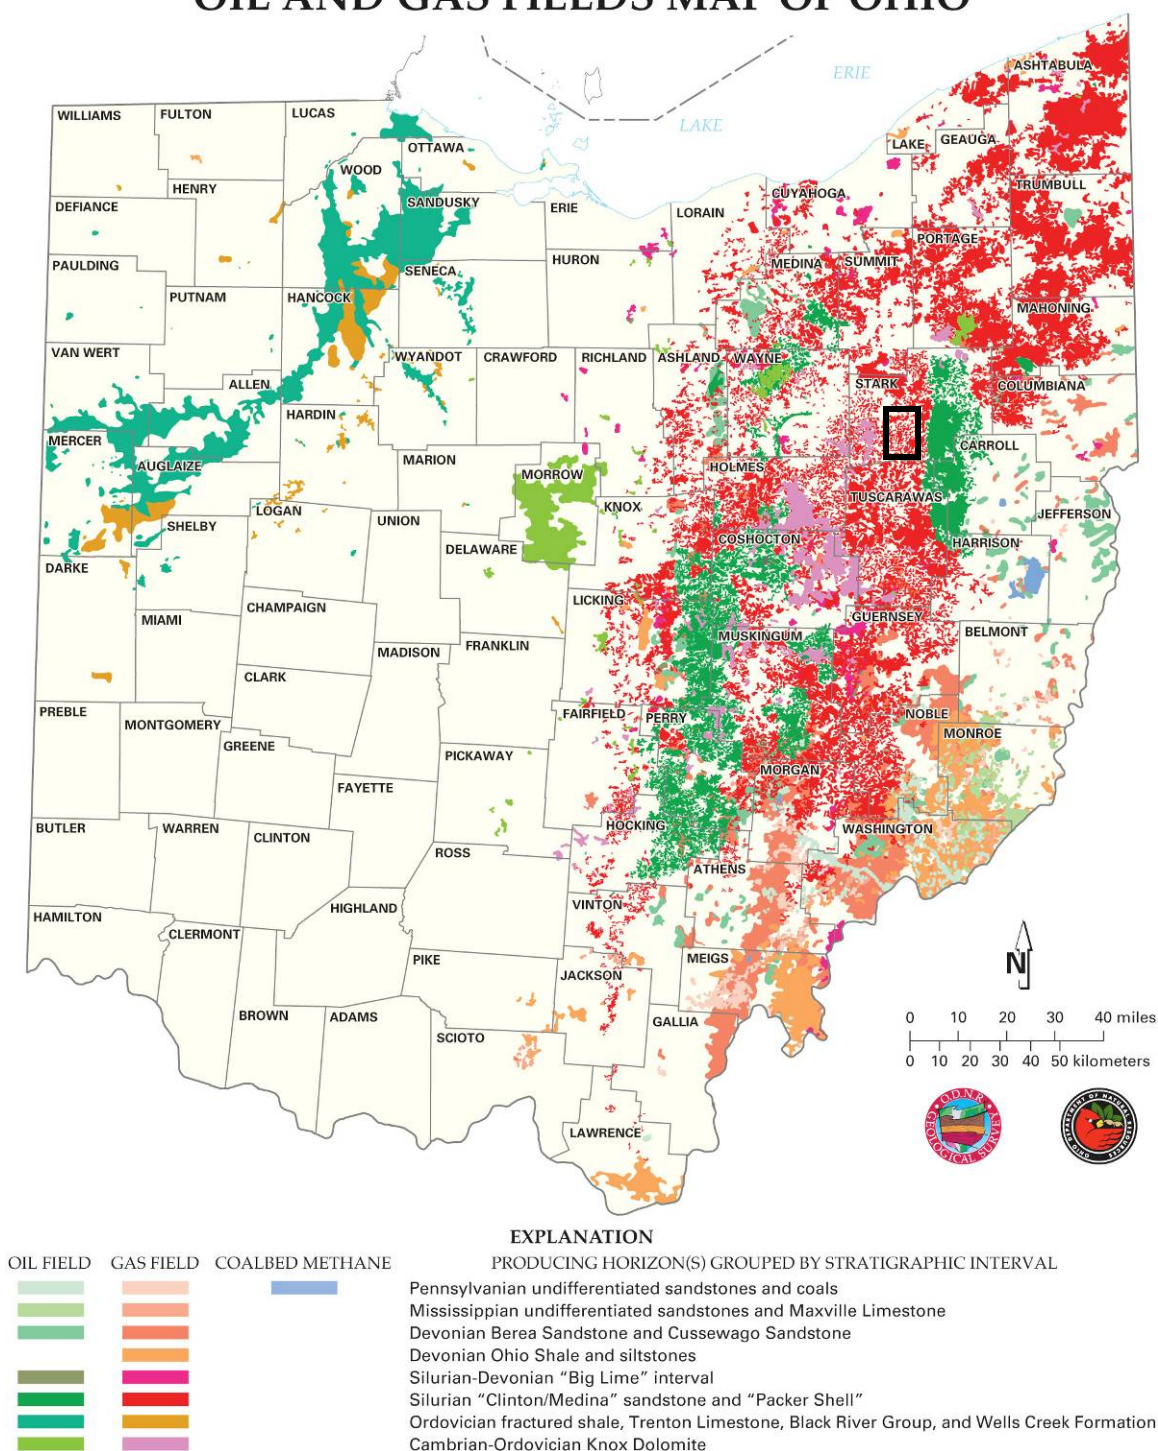 OIL AND GAS FIELDS MAP OF OHIO
ERIE
LAKE
ASHTABULA
WILLIAMS
FULTON
LUCAS
OTTAWA
LAKE
GEAUGA
WOOD
HENRY
SANDUSKY
ERIE
LORAIN
CUYAHOGA
TRUMBULL
DEFIANCE
PORTAGE
PAULDING
SENECA
HURON
MEDINA
SUMMIT
PUTNAM
HANCOCK
MAHONING
VAN WERT
WYANDOT
CRAWFORD
RICHLAND
ASHLAND
WAYNE
STARK
COLUMBIANA
ALLEN
HARDIN
MERCER
AUGLAIZE
MARION
MORROW
HOLMES
CARROLL
TUSCARAWAS
LOGAN
KNOX
JEFFERSON
SHELBY
UNION
DELAWARE
COSHOCTON
HARRISON
DARKE
CHAMPAIGN
LICKING
MIAMI
GUERNSEY
FRANKLIN
MUSKINGUM
BELMONT
MADISON
CLARK
PREBLE
MONTGOMERY
FAIRFIELD
PERRY
NOBLE
MONROE
GREENE
PICKAWAY
MORGAN
FAYETTE
BUTLER
WARREN
CLINTON
HOCKING
WASHINGTON
ROSS
ATHENS
HIGHLAND
VINTON
HAMILTON
CLERMONT
PIKE
MEIGS
JACKSON
N
BROWN
ADAMS
SCIOTO
GALLIA
0 10 20 30 40 miles
0 10 20 30 40 50 kilometers
O.D.N.R.
GEOLOGICAL SURVEY
OHIO DEPARTMENT OF NATURAL RESOURCES
LAWRENCE
EXPLANATION
OIL FIELD GAS FIELD COALBED METHANE PRODUCING HORIZON(S) GROUPED BY STRATIGRAPHIC INTERVAL
Pennsylvanian undifferentiated sandstones and coals
Mississippian undifferentiated sandstones and Maxville Limestone
Devonian Berea Sandstone and Cussewago Sandstone
Devonian Ohio Shale and siltstones
Silurian-Devonian “Big Lime” interval
Silurian “Clinton/Medina” sandstone and “Packer Shell”
Ordovician fractured shale, Trenton Limestone, Black River Group, and Wells Creek Formation
Cambrian-Ordovician Knox Dolomite